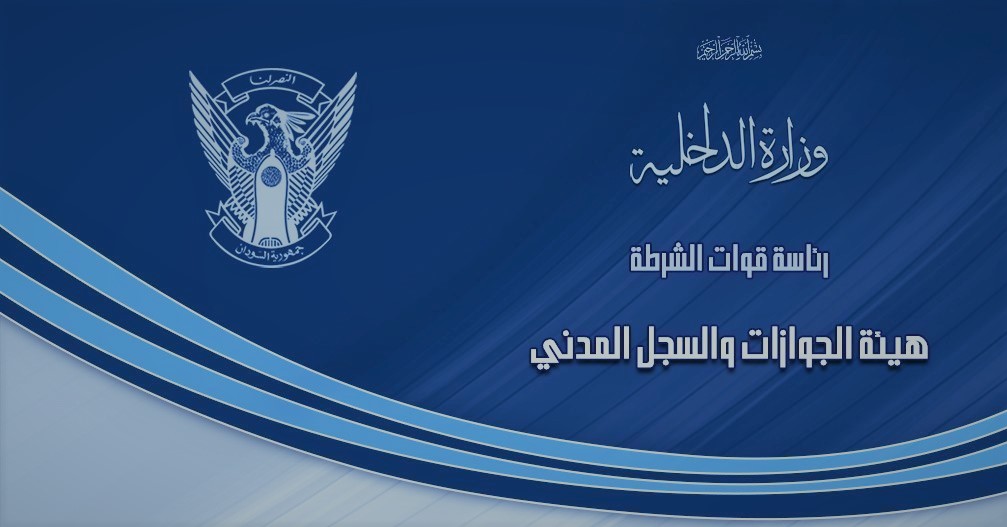 بسم الله الرحمن الرحيم
وزارة الداخلية
رئاسة قوات الشرطة
هيئة الجوازات والسجل المدني
النصر لنا
جمهورية السودان